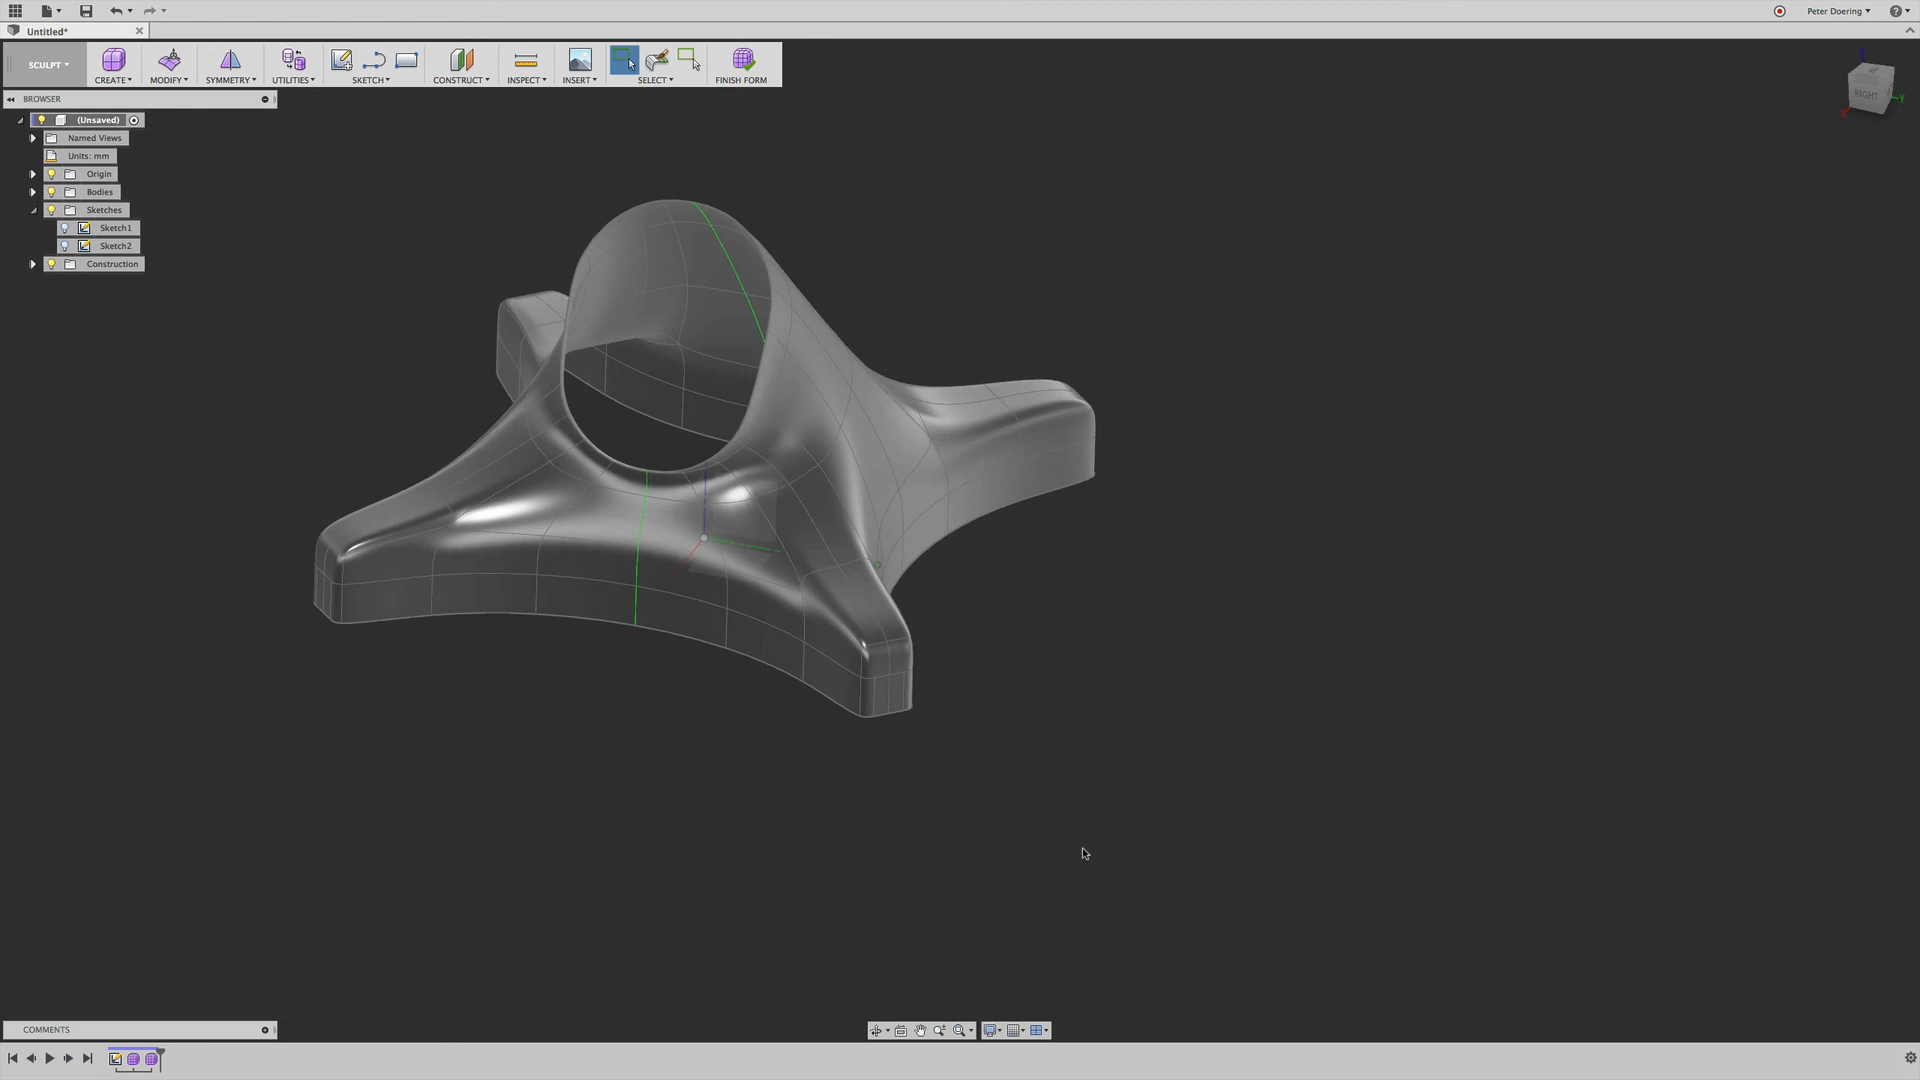 Peter Doering
Untitled*
SCULPT
CREATE
MODIFY
SYMMETRY
UTILITIES
SKETCH
CONSTRUCT
INSPECT
INSERT
SELECT
FINISH FORM
BROWSER
(Unsaved)
Named Views
Units: mm
Origin
Bodies
Sketches
Sketch1
Sketch2
Construction
RIGHT
Z
Y
X
COMMENTS